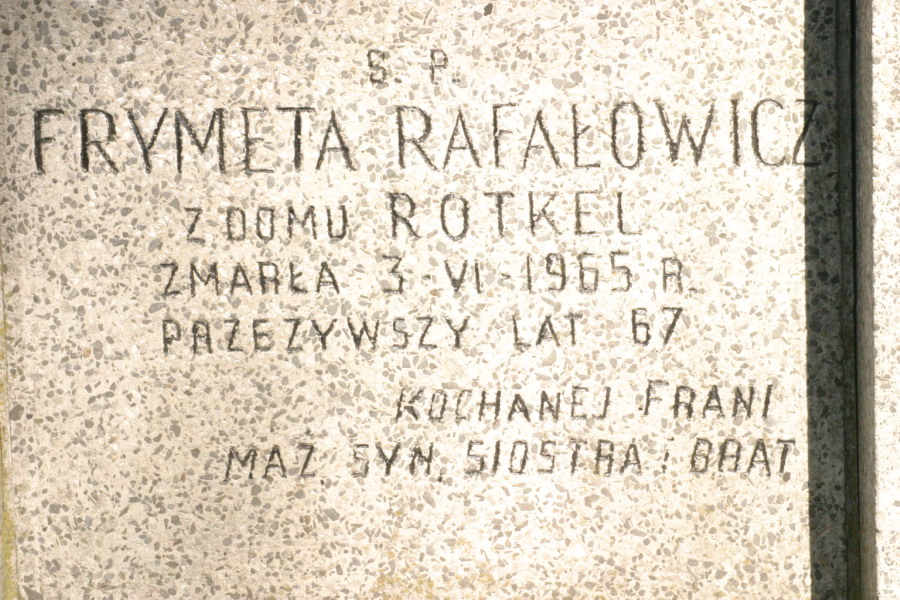 Ś. P.
FRYMETA RAFAŁOWICZ
Z DOMU ROTKEL
ZMARŁA 3-VI-1965 R.
PRZEŻYWSZY LAT 67
KOCHANEJ FRANI
MĄŻ SYN, SIOSTRA i BRAT